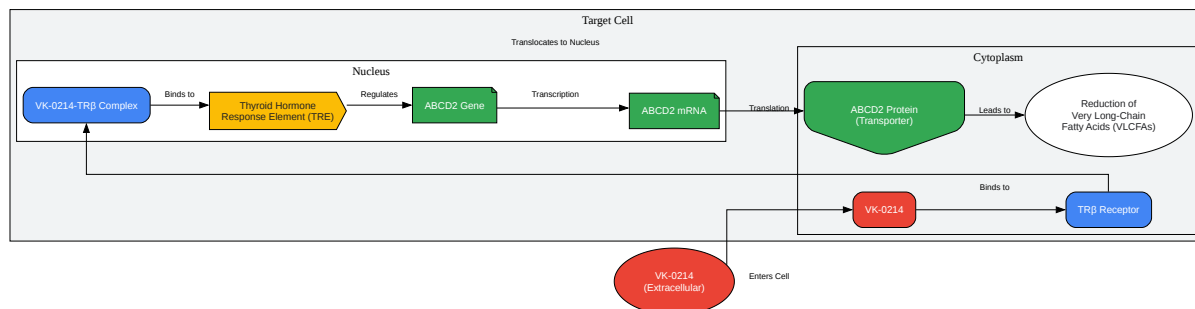 Target Cell
Translocates to Nucleus
Nucleus
Cytoplasm
VK-0214-TRβ Complex
Binds to
Thyroid Hormone
Response Element (TRE)
Regulates
ABCD2 Gene
Transcription
ABCD2 mRNA
Translation
ABCD2 Protein
(Transporter)
Leads to
Reduction of
Very Long-Chain
Fatty Acids (VLCFAs)
VK-0214
Binds to
TRβ Receptor
VK-0214
(Extracellular)
Enters Cell